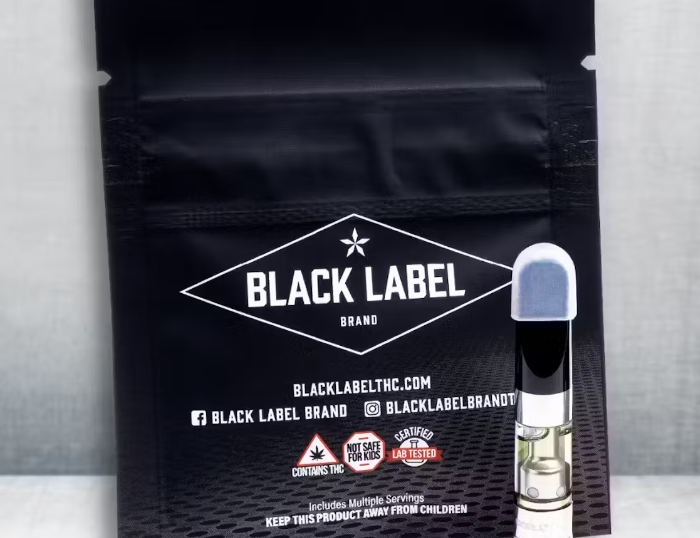 BLACK LABEL
BRAND
BLACKLABELTHC.COM
BLACK LABEL BRAND BLACKLABELBRANDT
CONTAINS THC
NOT SAFE
FOR KIDS
CERTIFIED
LAB TESTED
Includes Multiple Servings
KEEP THIS PRODUCT AWAY FROM CHILDREN